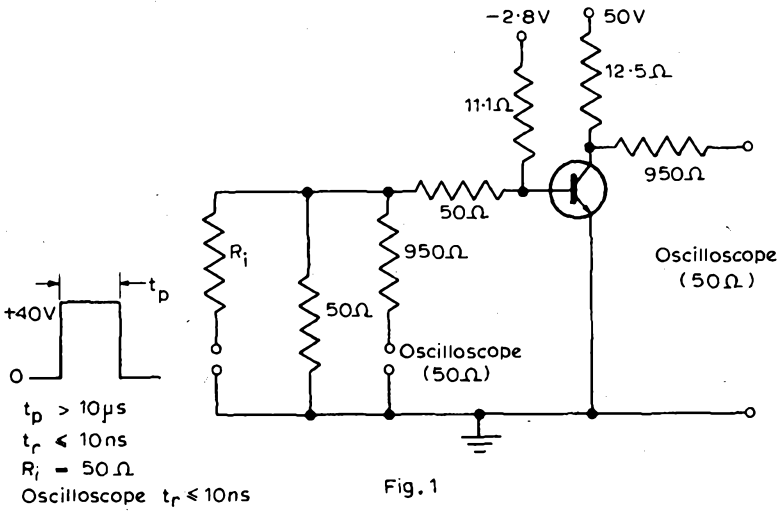 -2.8V
50V
12.5Ω
11.1Ω
950Ω
50Ω
Ri
950Ω
50Ω
Oscilloscope
(50Ω)
Oscilloscope
(50Ω)
tp
+40V
0
tp > 10μs
tr ≤ 10ns
Ri = 50Ω
Oscilloscope tr ≤ 10ns
Fig. 1